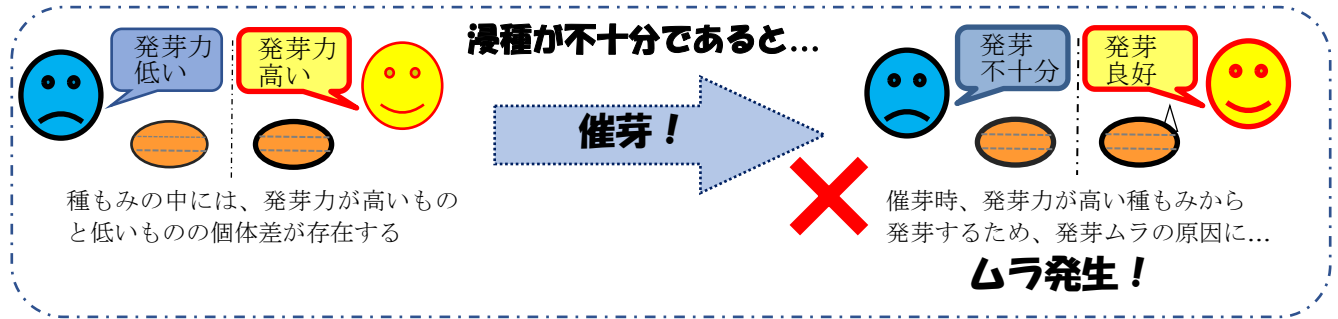 浸種が不十分であると…
発芽力
低い
発芽力
高い
種もみの中には、発芽力が高いもの
と低いものの個体差が存在する
催芽！
発芽
不十分
発芽
良好
催芽時、発芽力が高い種もみから
発芽するため、発芽ムラの原因に…
ムラ発生！